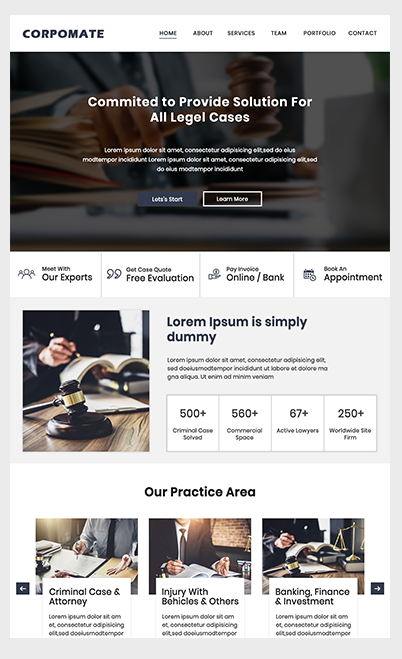 CORPOMATE
HOME ABOUT SERVICES TEAM PORTFOLIO CONTACT
Commited to Provide Solution For
All Legel Cases
Lorem ipsum dolor sit amet, consectetur adipisicing elit,sed do eius
modtempor incididunt Lorem ipsum dolor sit amet, consectetur adipisicing elit,sed
do eius modtempor incididunt
Lets's Start
Learn More
Meet With
Our Experts
Get Case Quote
Free Evaluation
Pay Invoice
Online / Bank
Book An
Appointment
Lorem Ipsum is simply
dummy
Lorem ipsum dolor sit amet, consectetur adipisicing elit,
sed do eiusmodtempor incididunt ut labore et dolore ma
gna aliqua. Ut enim ad minim veniam
500+
Criminal Case
Solved
560+
Commercial
Space
67+
Active Lawyers
250+
Worldwide Site
Firm
Our Practice Area
Criminal Case &
Attorney
Lorem ipsum dolor sit am
consectetur adipisicing
elit,sed doeiusmodtempor
Injury With
Behicles & Others
Lorem ipsum dolor sit am
consectetur adipisicing
elit,sed doeiusmodtempor
Banking, Finance
& Investment
Lorem ipsum dolor sit am
consectetur adipisicing
elit,sed doeiusmodtempor